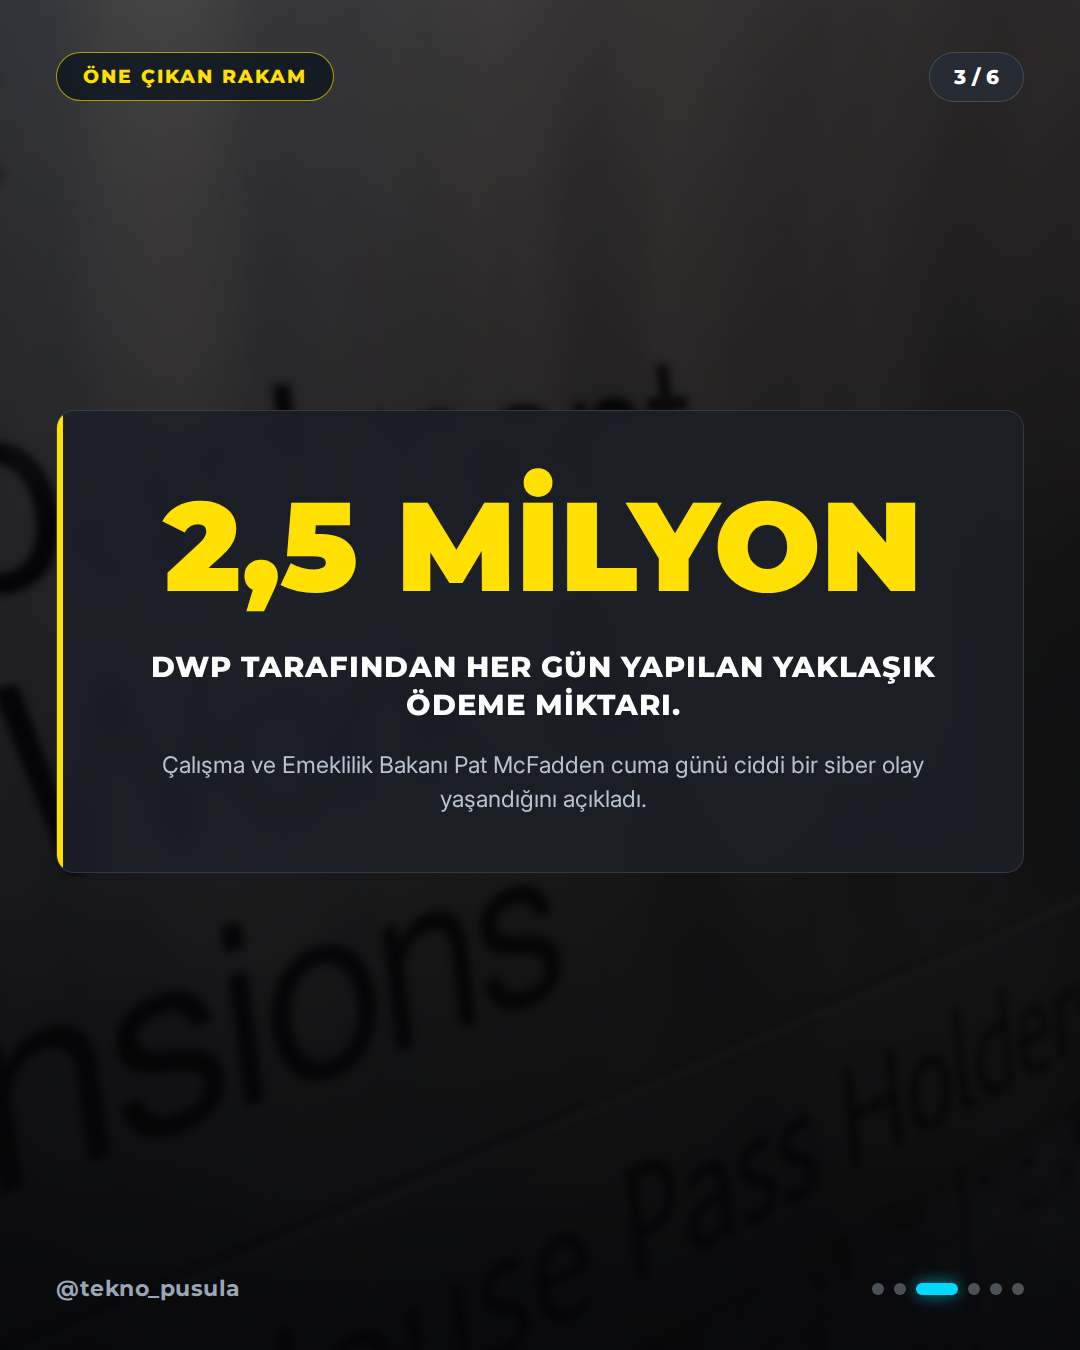 ÖNE ÇIKAN RAKAM
3 / 6
2,5 MİLYON
DWP TARAFINDAN HER GÜN YAPILAN YAKLAŞIK
ÖDEME MİKTARI.
Çalışma ve Emeklilik Bakanı Pat McFadden cuma günü ciddi bir siber olay
yaşandığını açıkladı.
nsions
use Pass Holder
@tekno_pusula